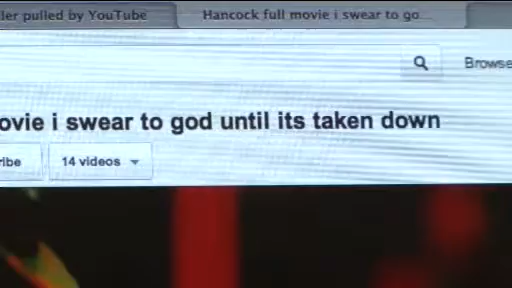 ler pulled by YouTube
Hancock full movie i swear to go...
Browse
ovie i swear to god until its taken down
ribe
14 videos